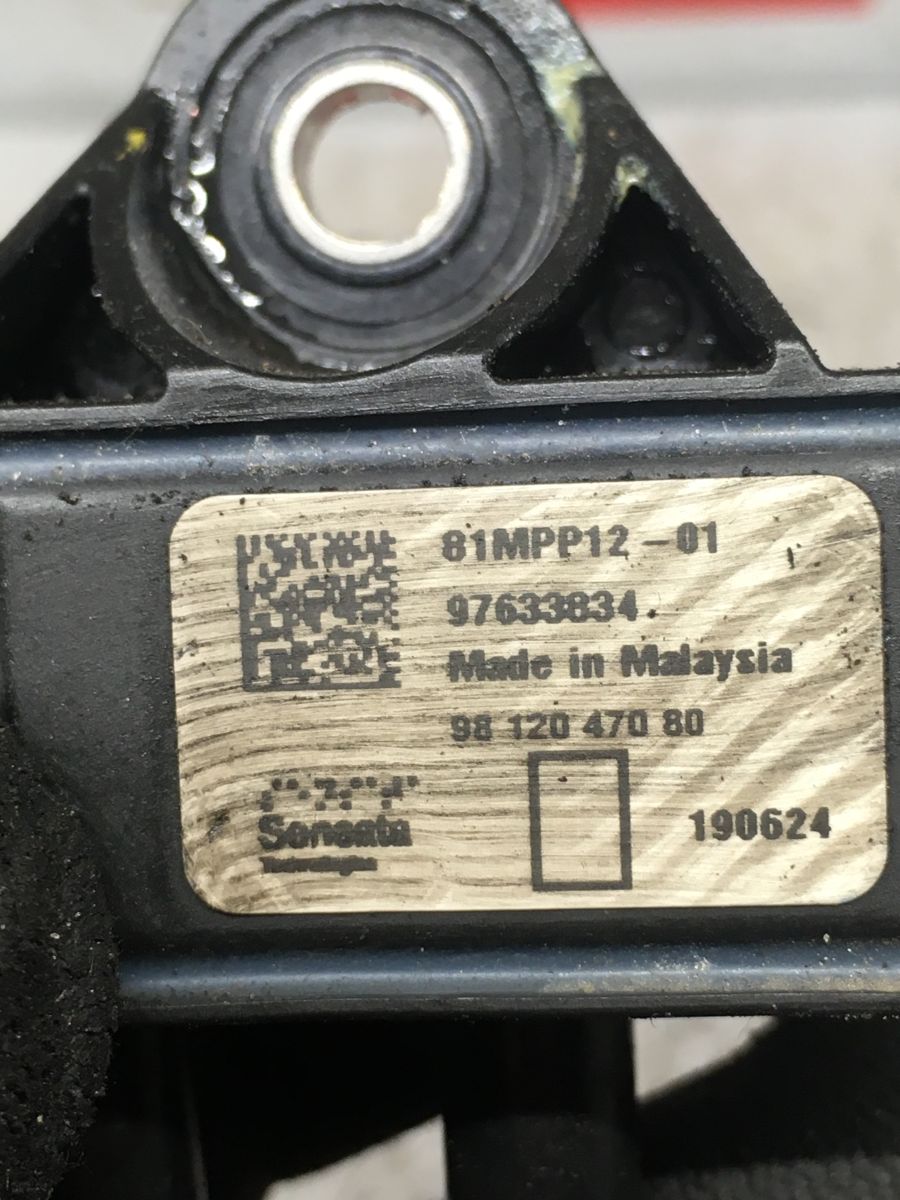 81MPP12-01
97633834
Made in Malaysia
98 120 470 80
190624
Sensata
Technologies